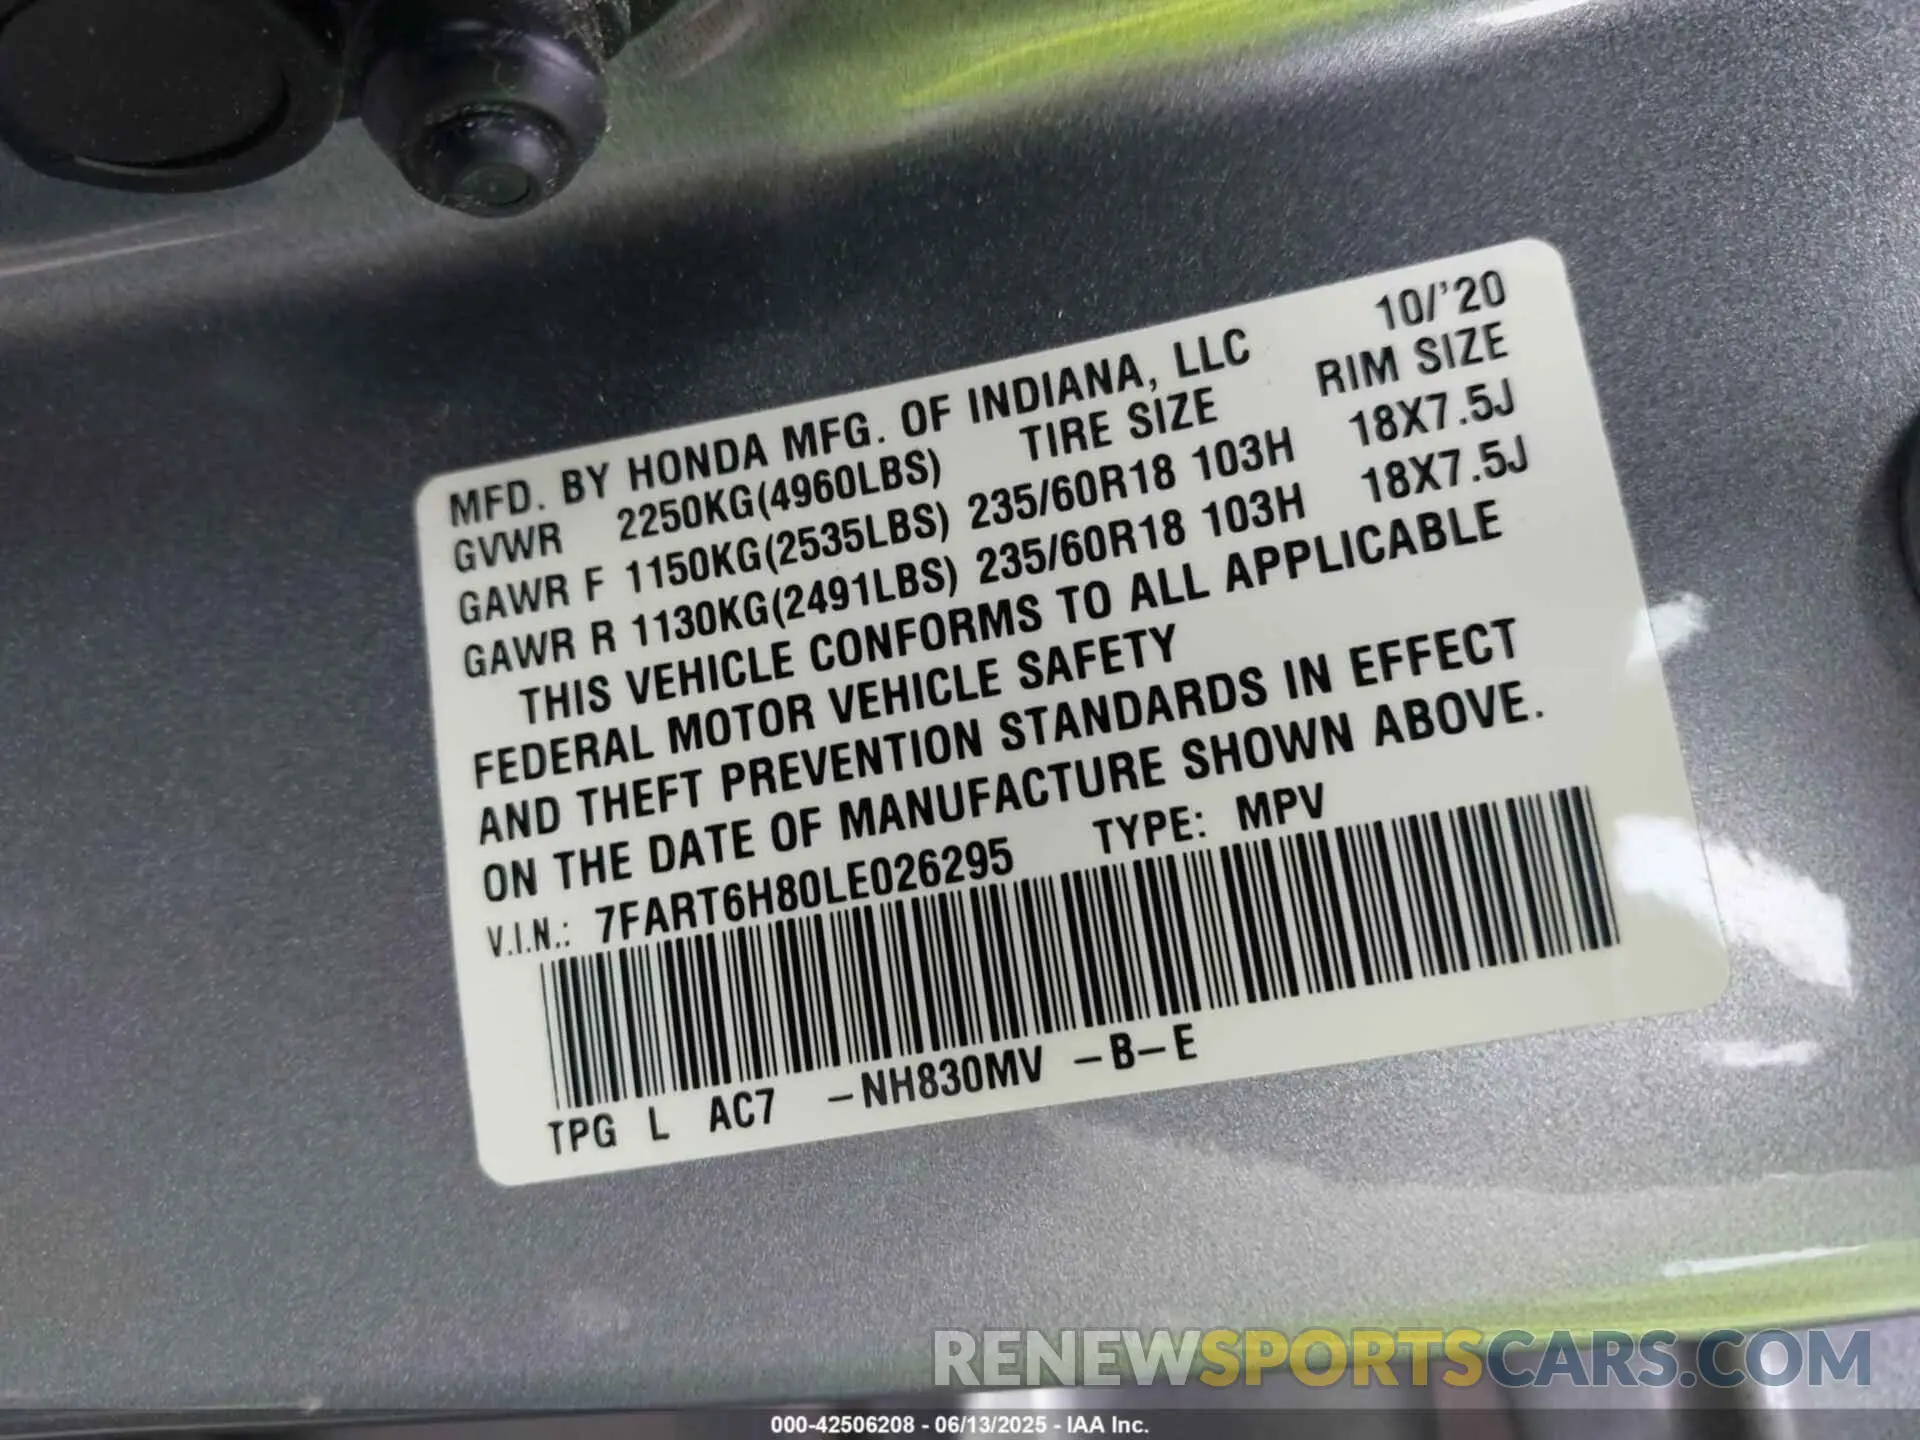 MFD. BY HONDA MFG. OF INDIANA, LLC 10/'20
GVWR 2250KG(4960LBS) TIRE SIZE RIM SIZE
GAWR F 1150KG(2535LBS) 235/60R18 103H 18X7.5J
GAWR R 1130KG(2491LBS) 235/60R18 103H 18X7.5J
THIS VEHICLE CONFORMS TO ALL APPLICABLE
FEDERAL MOTOR VEHICLE SAFETY
AND THEFT PREVENTION STANDARDS IN EFFECT
ON THE DATE OF MANUFACTURE SHOWN ABOVE.
V.I.N.: 7FART6H80LE026295 TYPE: MPV
TPG L AC7 –NH830MV –B–E
RENEWSPORTSCARS.COM
000-42506208 - 06/13/2025 - IAA Inc.